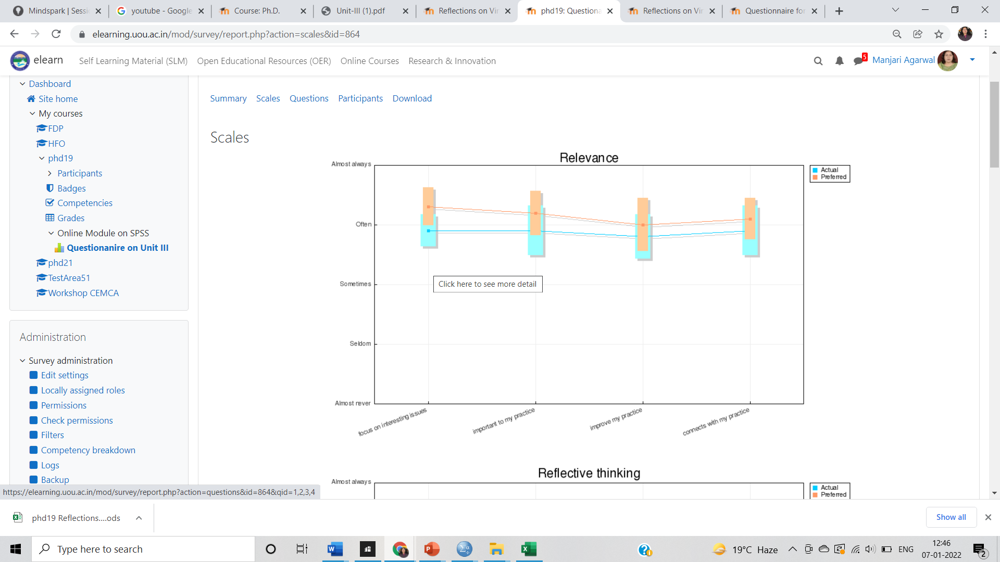 Mindspark | Sessi
youtube - Google
Course: Ph.D.
Unit-III (1).pdf
Reflections on Vir
phd19: Questiona
Reflections on Vir
Questionnaire for
elearning.uou.ac.in/mod/survey/report.php?action=scales&id=864
elearn
Self Learning Material (SLM)
Open Educational Resources (OER)
Online Courses
Research & Innovation
5
Manjari Agarwal
Dashboard
Site home
My courses
FDP
HFO
phd19
Participants
Badges
Competencies
Grades
Online Module on SPSS
Questionanire on Unit III
phd21
TestArea51
Workshop CEMCA
Administration
Survey administration
Edit settings
Locally assigned roles
Permissions
Check permissions
Filters
Competency breakdown
Logs
Backup
Summary
Scales
Questions
Participants
Download
Scales
Relevance
Almost always
Often
Sometimes
Seldom
Almost never
Actual
Preferred
Click here to see more detail
focus on interesting issues
important to my practice
improve my practice
connects with my practice
Reflective thinking
Almost always
Actual
Preferred
https://elearning.uou.ac.in/mod/survey/report.php?action=questions&id=864&qid=1,2,3,4
phd19 Reflections....ods
Show all
Type here to search
19°C Haze
ENG
12:46
07-01-2022
2